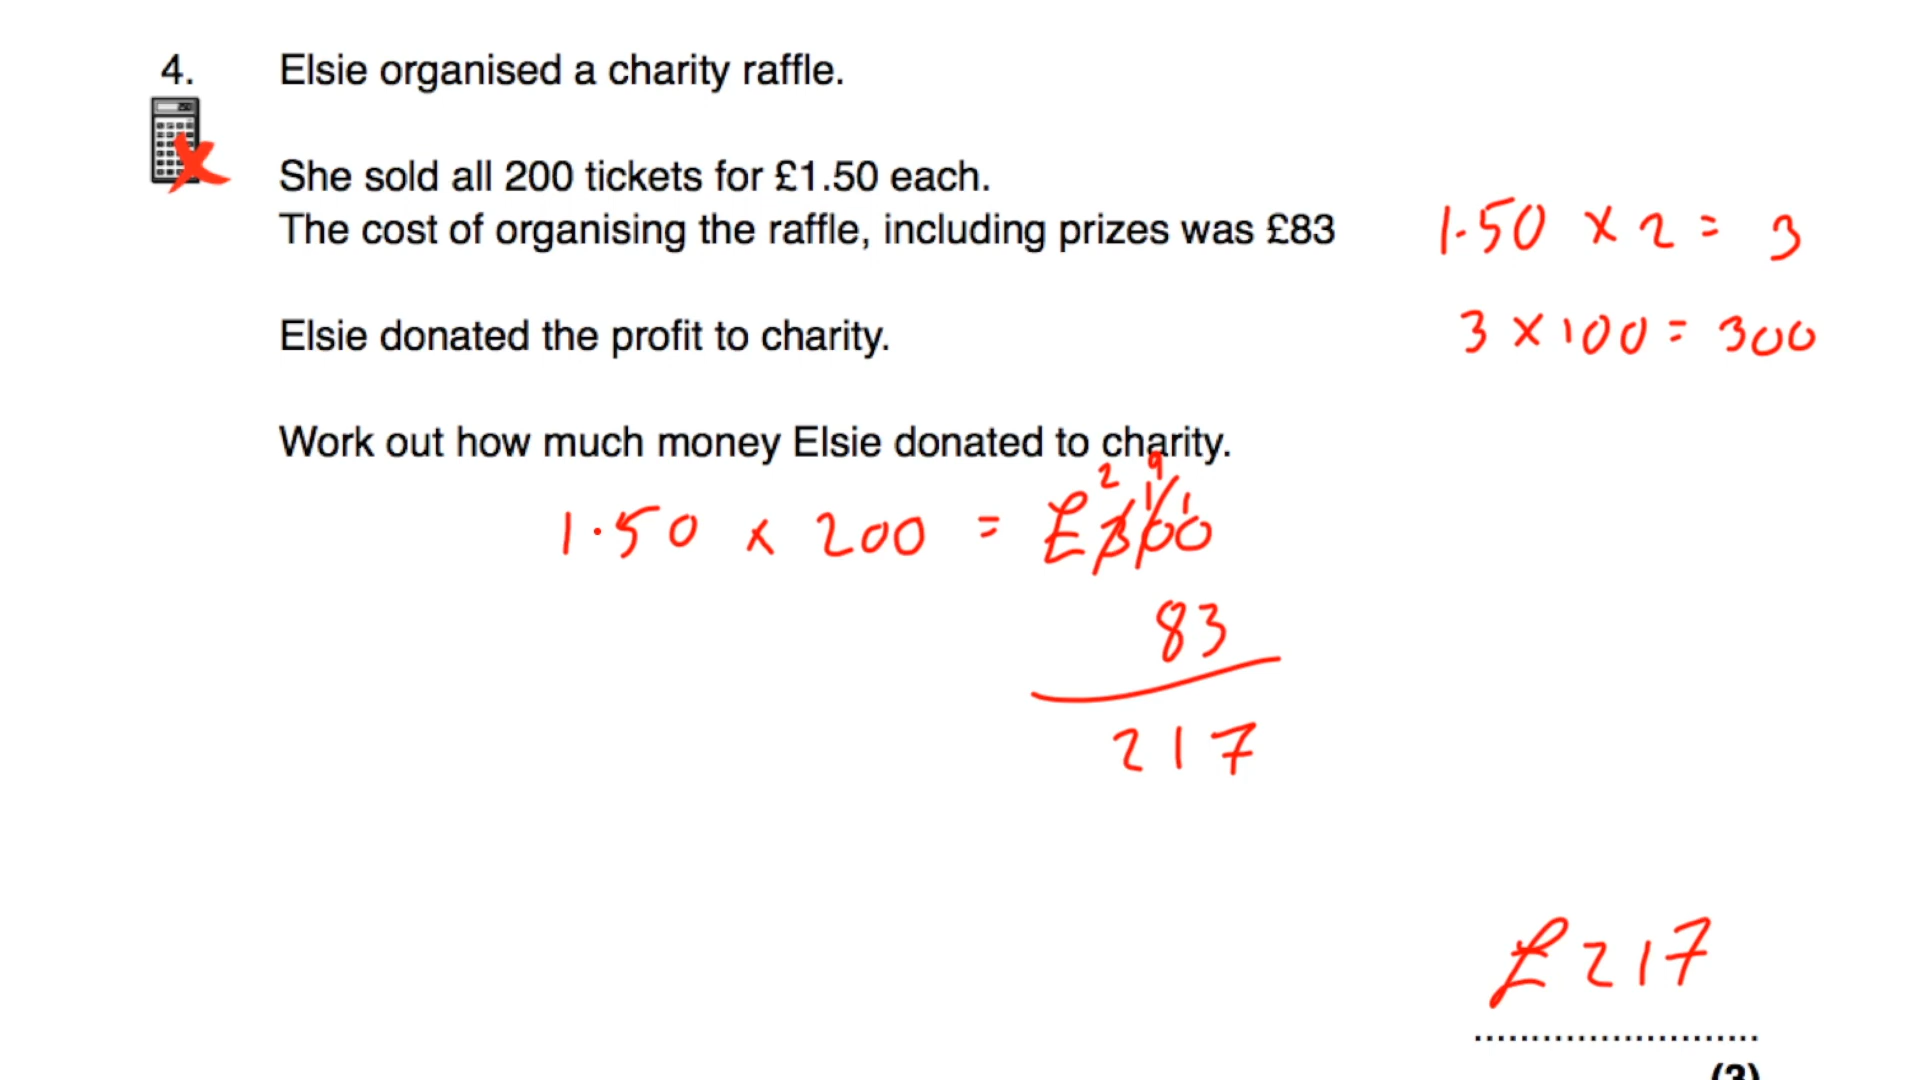 4. Elsie organised a charity raffle.
She sold all 200 tickets for £1.50 each.
The cost of organising the raffle, including prizes was £83
1.50 × 2 = 3
3 × 100 = 300
Elsie donated the profit to charity.
Work out how much money Elsie donated to charity.
2 9
1 1
1.50 × 200 = £300
83
217
£217
..........................
(3)